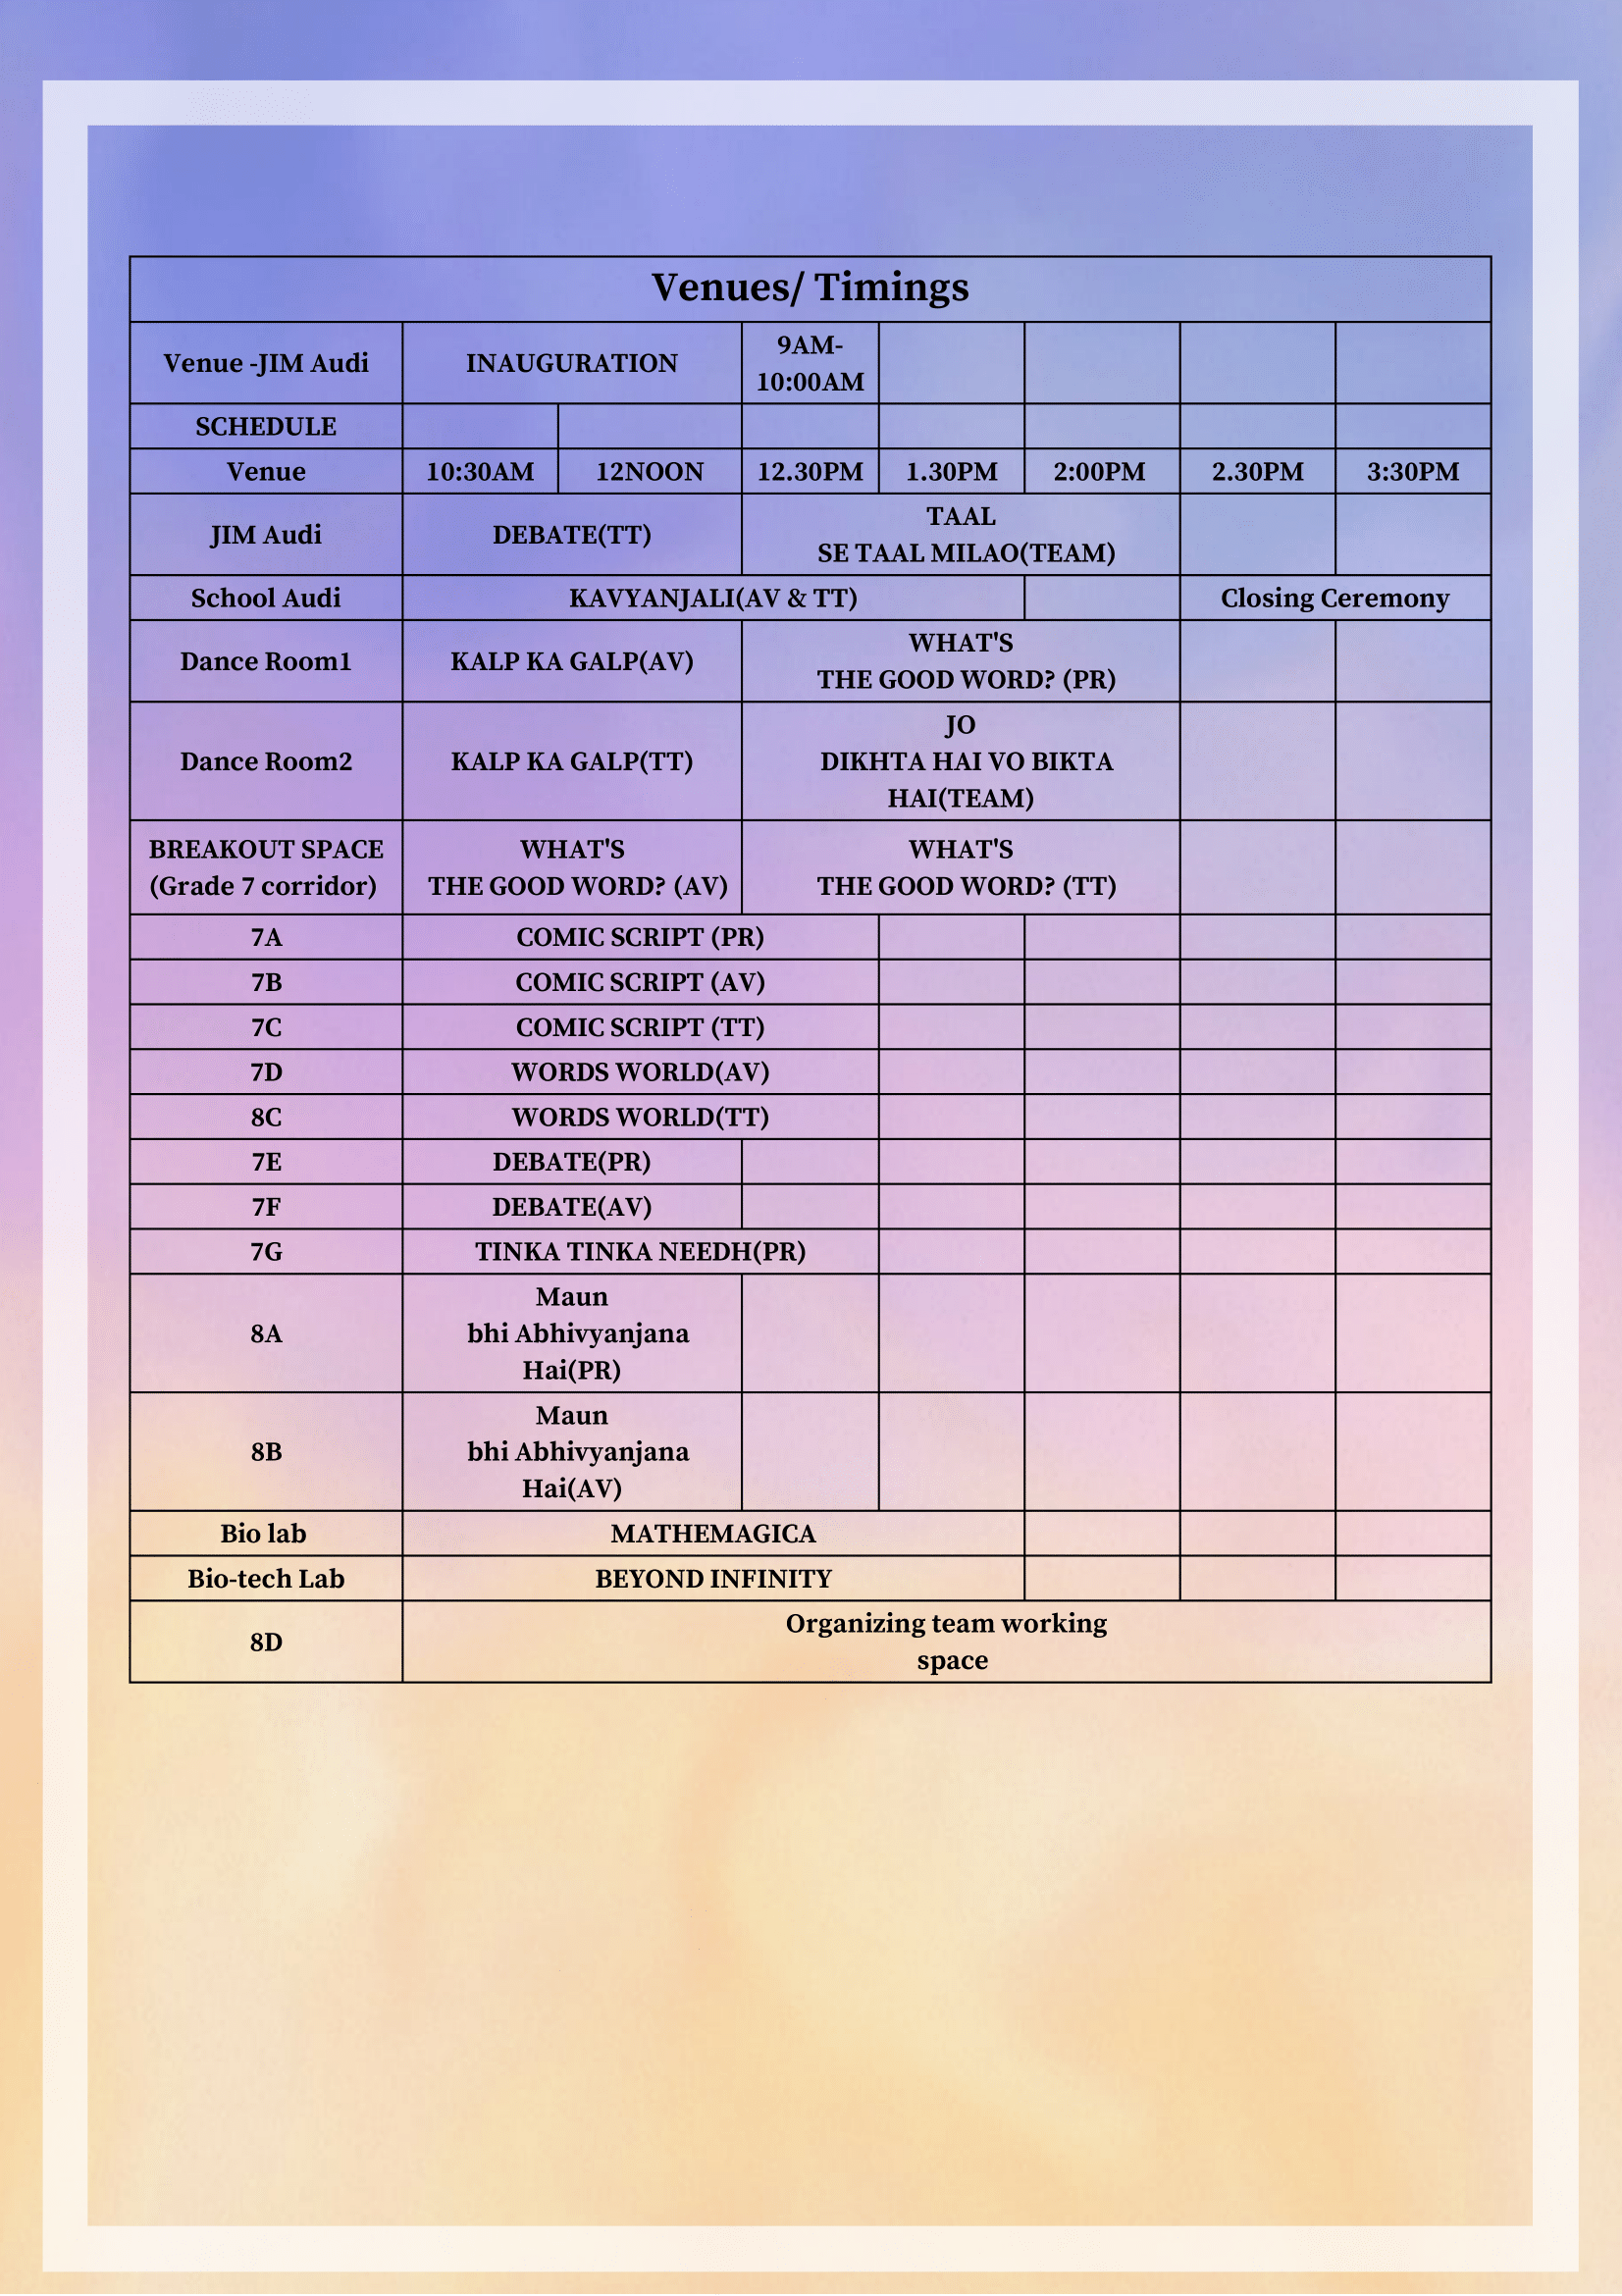 Venues/ Timings
Venue -JIM Audi
INAUGURATION
9AM-
10:00AM
SCHEDULE
Venue
10:30AM
12NOON
12.30PM
1.30PM
2:00PM
2.30PM
3:30PM
JIM Audi
DEBATE(TT)
TAAL
SE TAAL MILAO(TEAM)
School Audi
KAVYANJALI(AV & TT)
Closing Ceremony
Dance Room1
KALP KA GALP(AV)
WHAT'S
THE GOOD WORD? (PR)
Dance Room2
KALP KA GALP(TT)
JO
DIKHTA HAI VO BIKTA
HAI(TEAM)
BREAKOUT SPACE
(Grade 7 corridor)
WHAT'S
THE GOOD WORD? (AV)
WHAT'S
THE GOOD WORD? (TT)
7A
COMIC SCRIPT (PR)
7B
COMIC SCRIPT (AV)
7C
COMIC SCRIPT (TT)
7D
WORDS WORLD(AV)
8C
WORDS WORLD(TT)
7E
DEBATE(PR)
7F
DEBATE(AV)
7G
TINKA TINKA NEEDH(PR)
8A
Maun
bhi Abhivyanjana
Hai(PR)
8B
Maun
bhi Abhivyanjana
Hai(AV)
Bio lab
MATHEMAGICA
Bio-tech Lab
BEYOND INFINITY
8D
Organizing team working
space